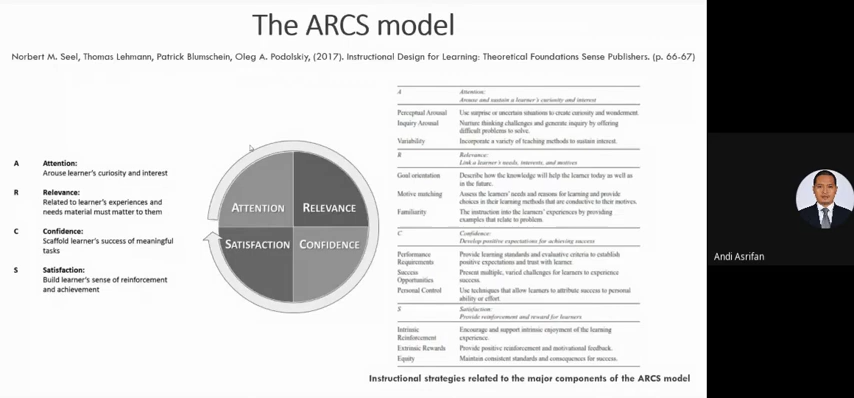 The ARCS model
Norbert M. Seel, Thomas Lehmann, Patrick Blumschein, Oleg A. Podolskiy, (2017). Instructional Design for Learning: Theoretical Foundations Sense Publishers. (p. 66-67)
A Attention:
Arouse learner's curiosity and interest
R Relevance:
Related to learner's experiences and
needs material must matter to them
C Confidence:
Scaffold learner's success of meaningful
tasks
S Satisfaction:
Build learner's sense of reinforcement
and achievement
ATTENTION RELEVANCE
SATISFACTION CONFIDENCE
A Attention:
Arouse and sustain a learner's curiosity and interest
Perceptual Arousal Use surprise or uncertain situations to create curiosity and wonderment.
Inquiry Arousal Nurture thinking challenges and generate inquiry by offering
difficult problems to solve.
Variability Incorporate a variety of teaching methods to sustain interest.
R Relevance:
Link a learner's needs, interests, and motives
Goal orientation Describe how the knowledge will help the learner today as well as
in the future.
Motive matching Assess the learners' needs and reasons for learning and provide
choices in their learning methods that are conducive to their motives.
Familiarity The instruction into the learners' experiences by providing
examples that relate to problem.
C Confidence:
Develop positive expectations for achieving success
Performance Provide learning standards and evaluative criteria to establish
Requirements positive expectations and trust with learner.
Success Present multiple, varied challenges for learners to experience
Opportunities success.
Personal Control Use techniques that allow learners to attribute success to personal
ability or effort.
S Satisfaction:
Provide reinforcement and reward for learners
Intrinsic Encourage and support intrinsic enjoyment of the learning
Reinforcement experience.
Extrinsic Rewards Provide positive reinforcement and motivational feedback.
Equity Maintain consistent standards and consequences for success.
Instructional strategies related to the major components of the ARCS model
Andi Asrifan